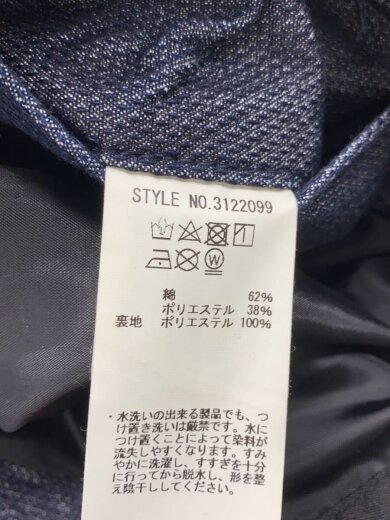 STYLE NO.3122099
綿 62%
ポリエステル 38%
裏地 ポリエステル 100%
・水洗いの出来る製品でも、つ
け置き洗いは厳禁です。水に
つけ置くことによって染料が
流失しやすくなります。すみ
やかに洗濯し、すすぎを十分
に行ってから脱水し、形を整
え陰干ししてください。